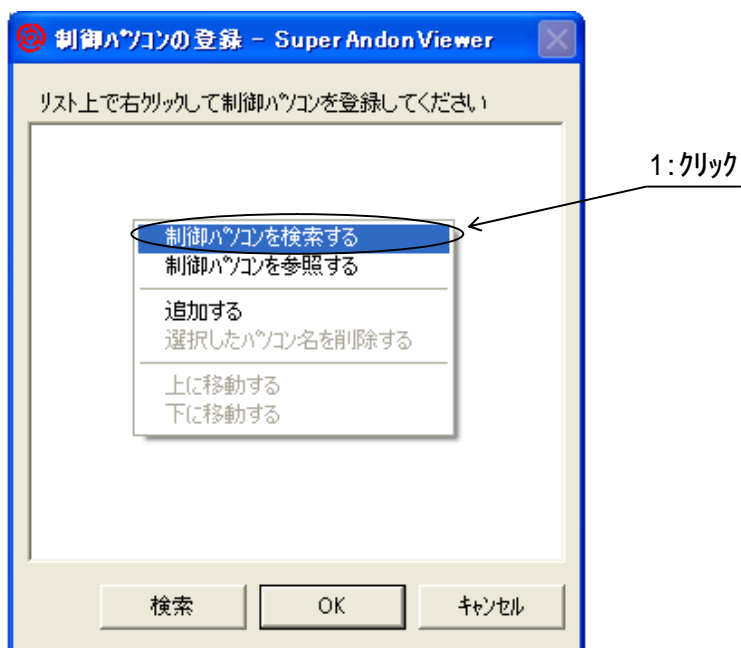 制御ﾊﾟｿｺﾝの登録 - Super Andon Viewer
ﾘｽﾄ上で右ｸﾘｯｸして制御ﾊﾟｿｺﾝを登録してください
1:ｸﾘｯｸ
制御ﾊﾟｿｺﾝを検索する
制御ﾊﾟｿｺﾝを参照する
追加する
選択したﾊﾟｿｺﾝ名を削除する
上に移動する
下に移動する
検索 OK ｷｬﾝｾﾙ